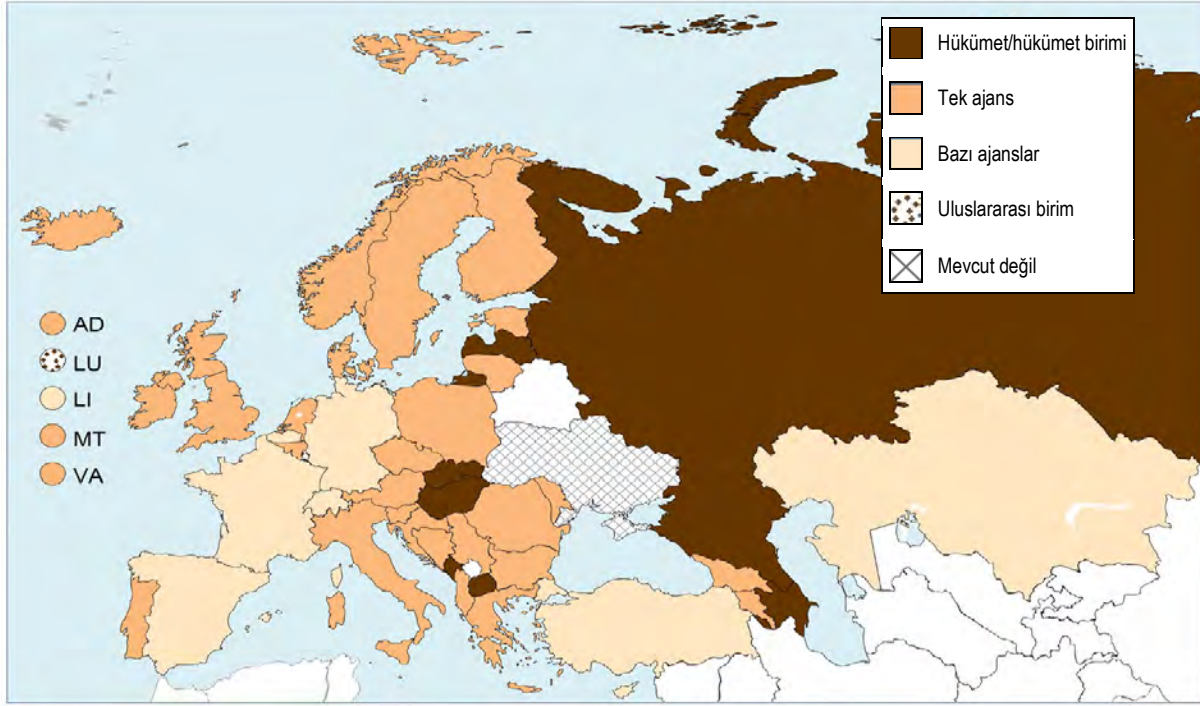 Hükümet/hükümet birimi
Tek ajans
Bazı ajanslar
Uluslararası birim
Mevcut değil
AD
LU
LI
MT
VA